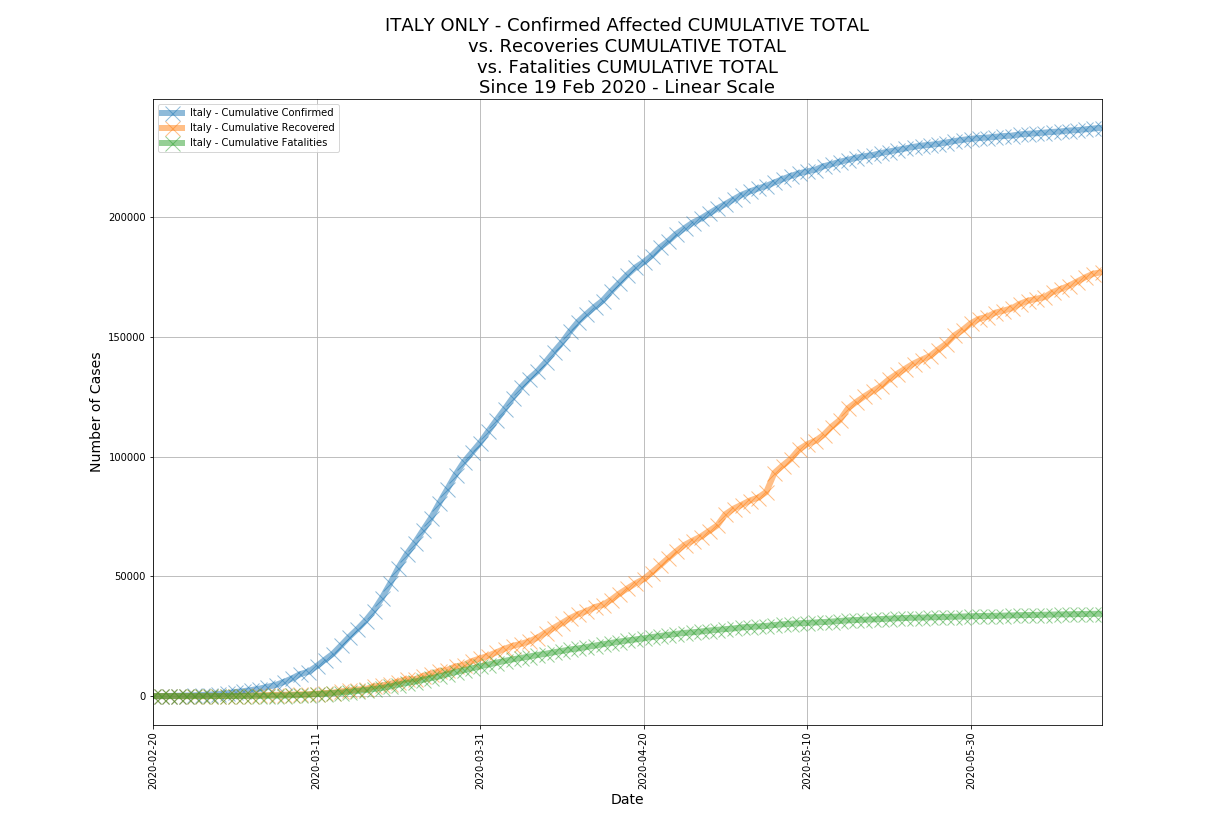 ITALY ONLY - Confirmed Affected CUMULATIVE TOTAL
vs. Recoveries CUMULATIVE TOTAL
vs. Fatalities CUMULATIVE TOTAL
Since 19 Feb 2020 - Linear Scale
Italy - Cumulative Confirmed
Italy - Cumulative Recovered
Italy - Cumulative Fatalities
Number of Cases
200000
150000
100000
50000
0
2020-02-20
2020-03-11
2020-03-31
2020-04-20
2020-05-10
2020-05-30
Date